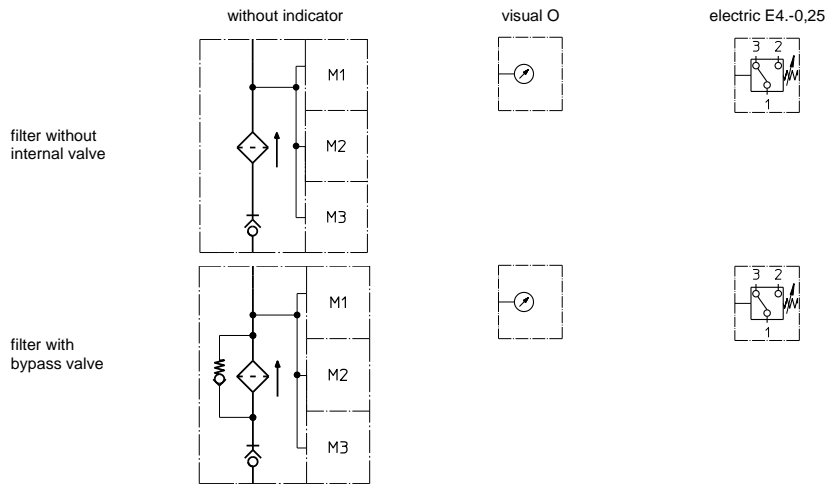 without indicator
visual O
electric E4.-0,25
filter without
internal valve
M1
M2
M3
3 2
1
filter with
bypass valve
M1
M2
M3
3 2
1